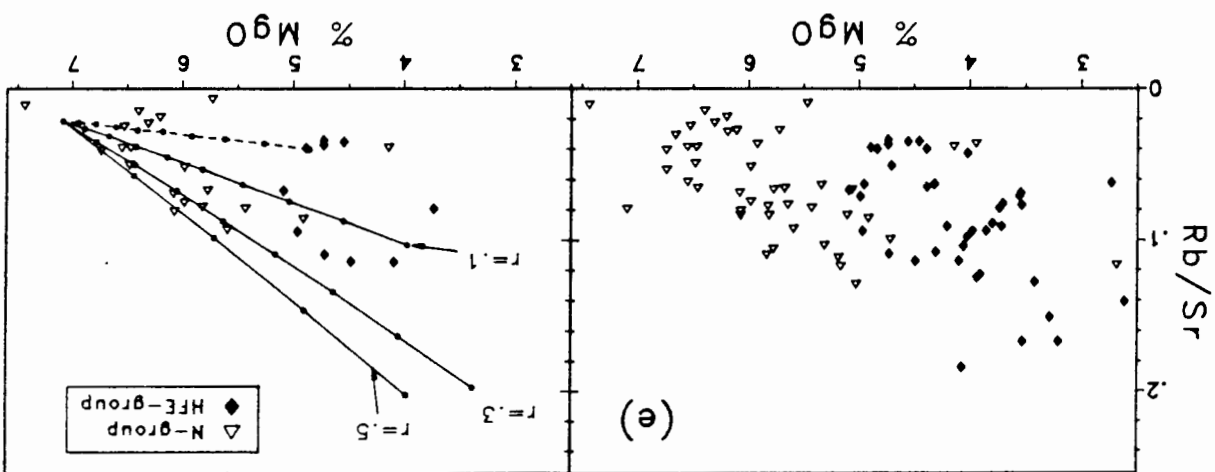 (e)
.2
.1
0
Rb/Sr
3 4 5 6 7
% MgO
N-group
HFE-group
r=.3
r=.5
r=.1
3 4 5 6 7
% MgO